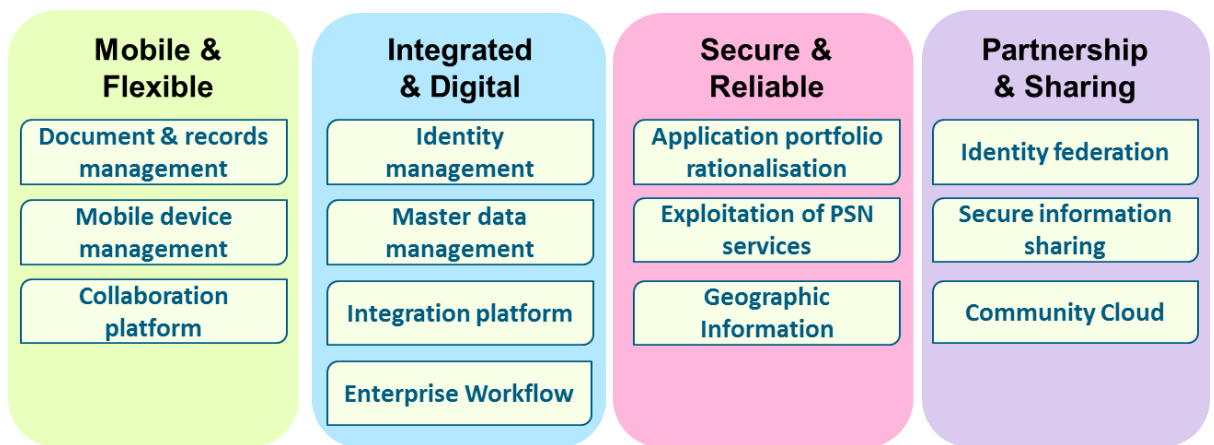 Mobile &
Flexible
Document & records
management
Mobile device
management
Collaboration
platform
Integrated
& Digital
Identity
management
Master data
management
Integration platform
Enterprise Workflow
Secure &
Reliable
Application portfolio
rationalisation
Exploitation of PSN
services
Geographic
Information
Partnership
& Sharing
Identity federation
Secure information
sharing
Community Cloud